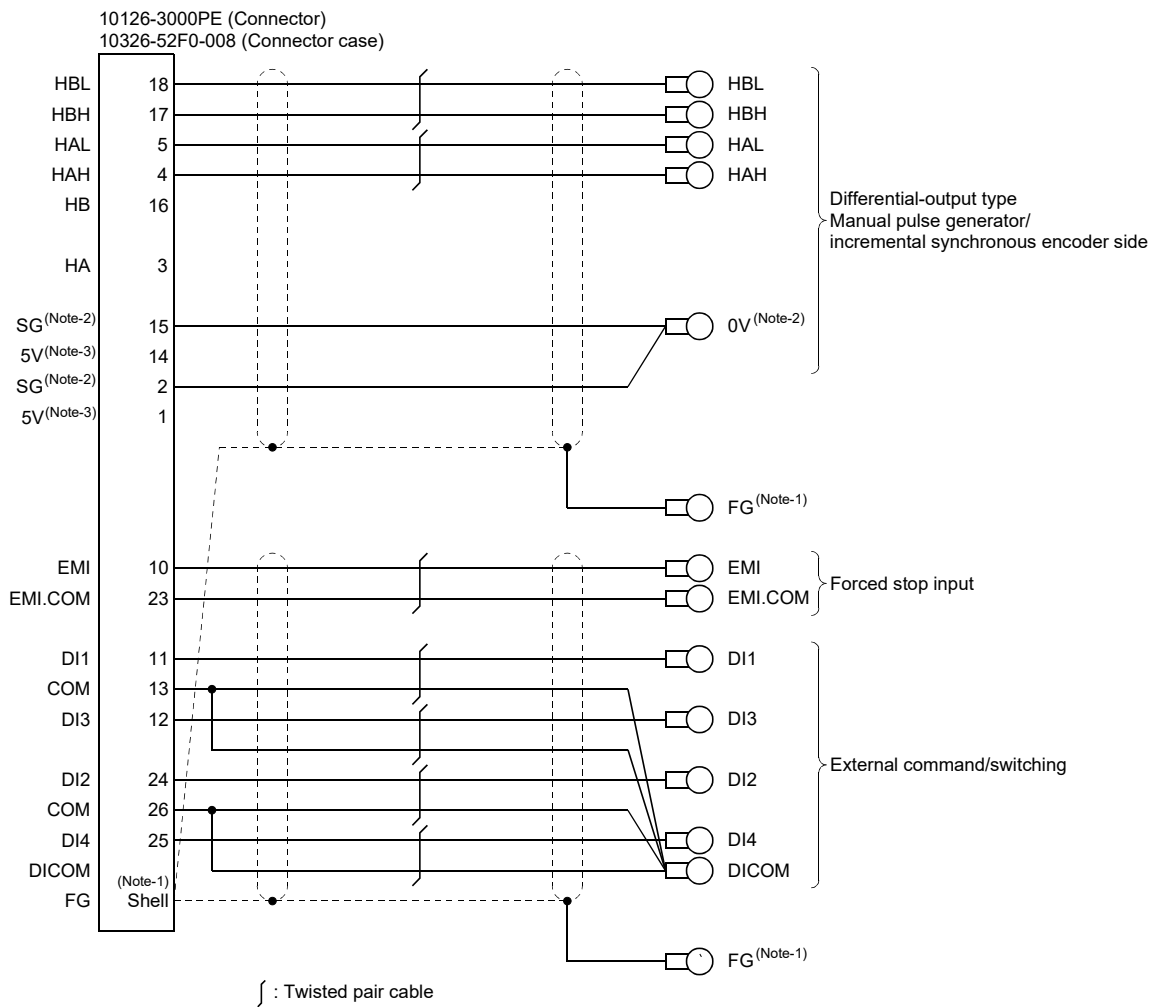 10126-3000PE (Connector)
10326-52F0-008 (Connector case)
HBL 18 HBL
HBH 17 HBH
HAL 5 HAL
HAH 4 HAH
HB 16
Differential-output type
Manual pulse generator/
incremental synchronous encoder side
HA 3
SG(Note-2) 15 0V(Note-2)
5V(Note-3) 14
SG(Note-2) 2
5V(Note-3) 1
FG(Note-1)
EMI 10 EMI
Forced stop input
EMI.COM 23 EMI.COM
DI1 11 DI1
COM 13
DI3 12 DI3
External command/switching
DI2 24 DI2
COM 26
DI4 25 DI4
DICOM DICOM
(Note-1)
FG Shell
FG(Note-1)
: Twisted pair cable